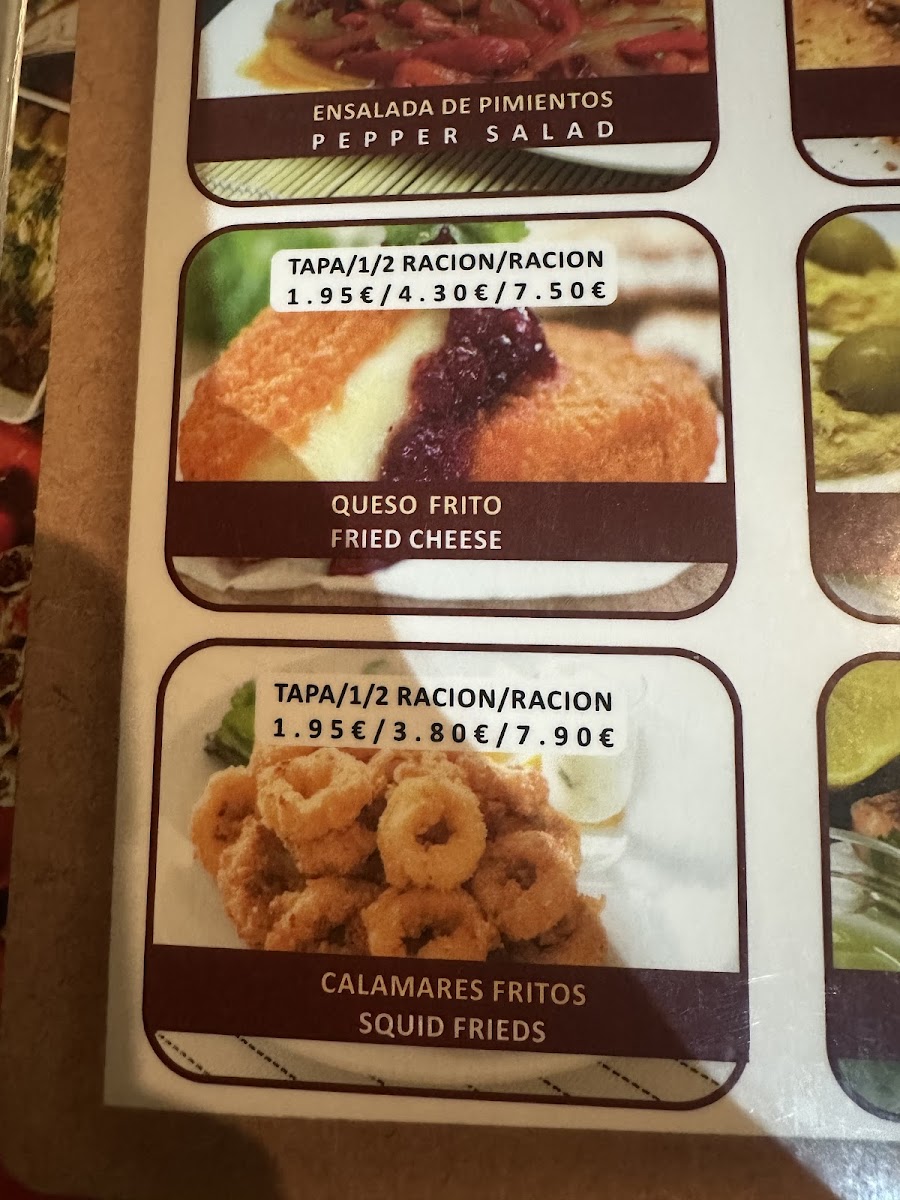 ENSALADA DE PIMIENTOS
PEPPER SALAD
TAPA/1/2 RACION/RACION
1.95€/4.30€/7.50€
QUESO FRITO
FRIED CHEESE
TAPA/1/2 RACION/RACION
1.95€/3.80€/7.90€
CALAMARES FRITOS
SQUID FRIEDS